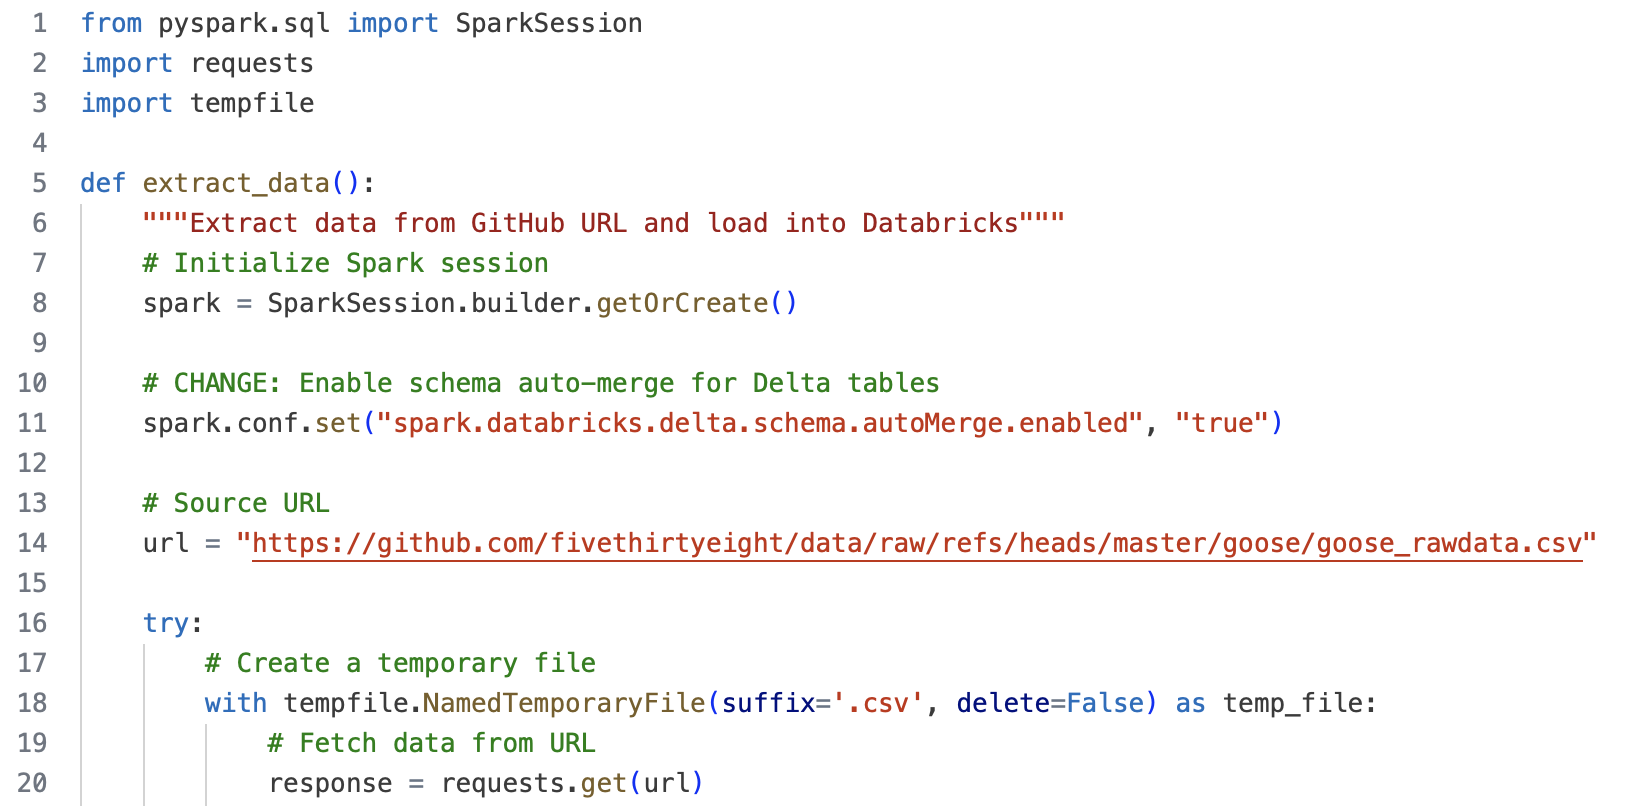 1 from pyspark.sql import SparkSession
2 import requests
3 import tempfile
4
5 def extract_data():
6     """Extract data from GitHub URL and load into Databricks"""
7     # Initialize Spark session
8     spark = SparkSession.builder.getOrCreate()
9
10     # CHANGE: Enable schema auto-merge for Delta tables
11     spark.conf.set("spark.databricks.delta.schema.autoMerge.enabled", "true")
12
13     # Source URL
14     url = "https://github.com/fivethirtyeight/data/raw/refs/heads/master/goose/goose_rawdata.csv"
15
16     try:
17         # Create a temporary file
18         with tempfile.NamedTemporaryFile(suffix='.csv', delete=False) as temp_file:
19             # Fetch data from URL
20             response = requests.get(url)